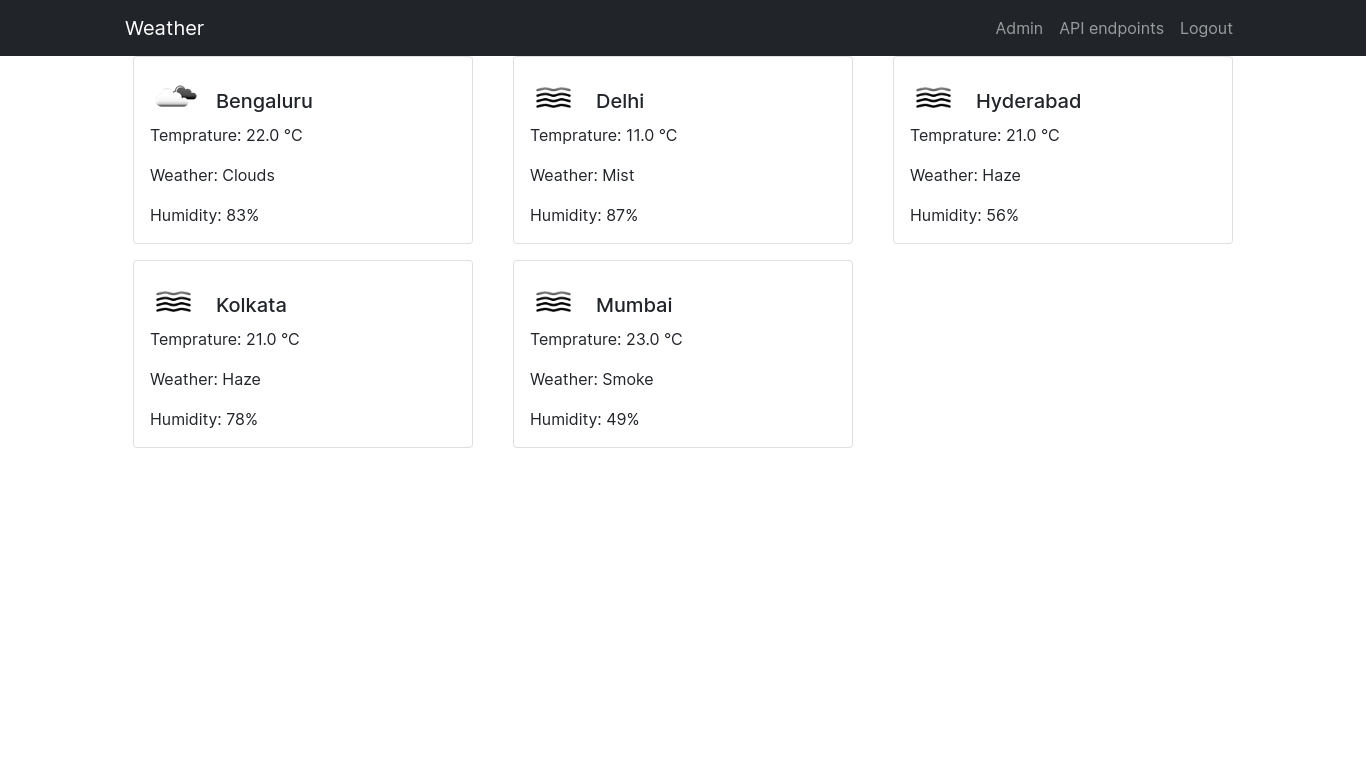 Weather
Admin API endpoints Logout
Bengaluru
Temprature: 22.0 °C
Weather: Clouds
Humidity: 83%
Delhi
Temprature: 11.0 °C
Weather: Mist
Humidity: 87%
Hyderabad
Temprature: 21.0 °C
Weather: Haze
Humidity: 56%
Kolkata
Temprature: 21.0 °C
Weather: Haze
Humidity: 78%
Mumbai
Temprature: 23.0 °C
Weather: Smoke
Humidity: 49%